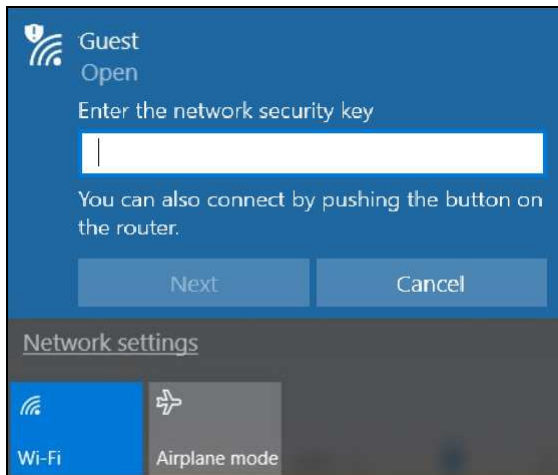 Guest
Open
Enter the network security key
You can also connect by pushing the button on
the router.
Next Cancel
Network settings
Wi-Fi Airplane mode